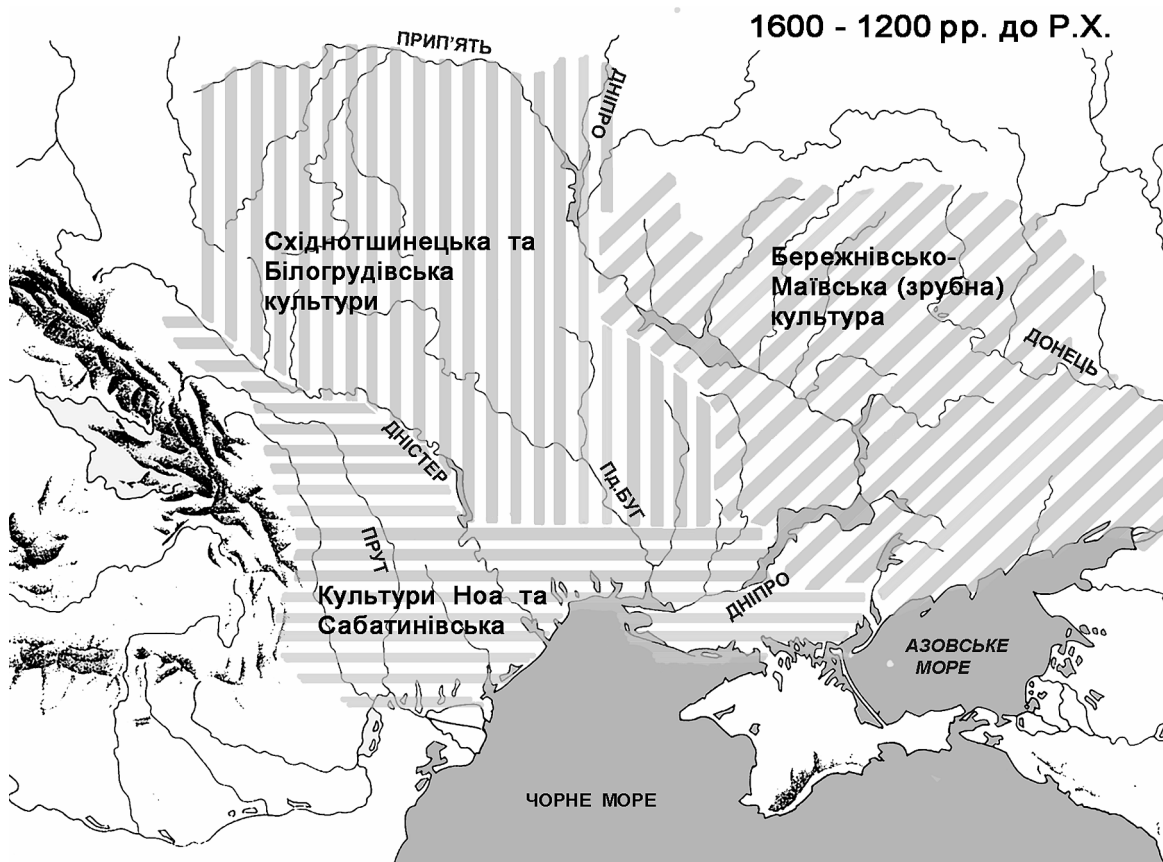 1600 - 1200 рр. до Р.Х.
ПРИП'ЯТЬ
ДНІПРО
Східнотшинецька та
Білогрудівська
культури
Бережнівсько-
Маївська (зрубна)
культура
ДОНЕЦЬ
ДНІСТЕР
Пд.БУГ
ПРУТ
Культури Ноа та
Сабатинівська
ДНІПРО
АЗОВСЬКЕ
МОРЕ
ЧОРНЕ МОРЕ